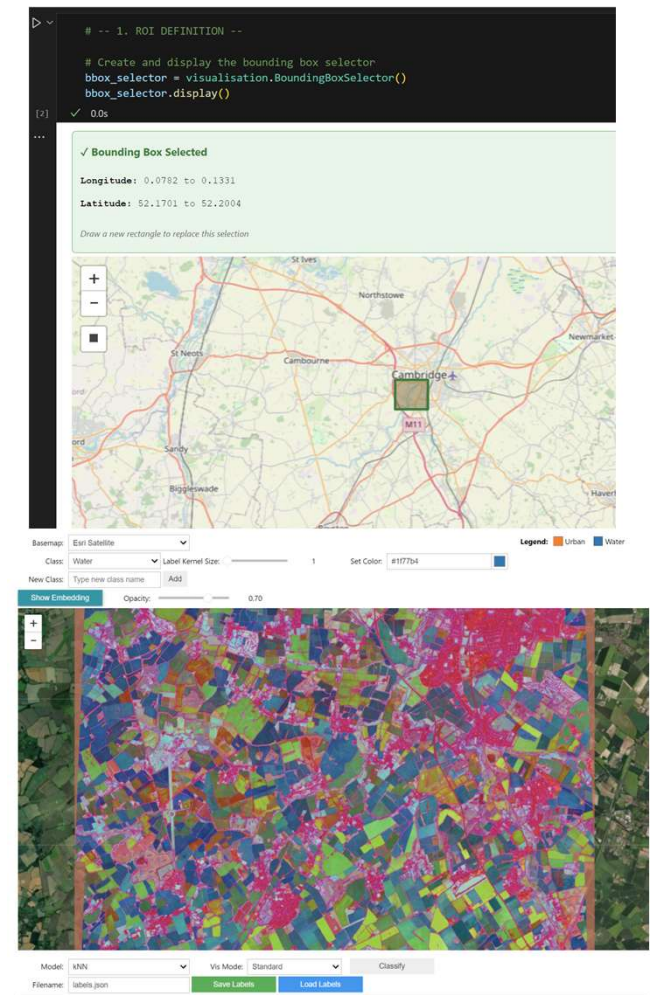 # -- 1. ROI DEFINITION --
# Create and display the bounding box selector
bbox_selector = visualisation.BoundingBoxSelector()
bbox_selector.display()
[2] ✓ 0.0s
...
✓ Bounding Box Selected
Longitude: 0.0782 to 0.1331
Latitude: 52.1701 to 52.2004
Draw a new rectangle to replace this selection
+
−
St Ives
Northstowe
Newmarket
St Neots
Cambourne
Cambridge
M11
ord
Sandy
Biggleswade
Haverl
Basemap: Esri Satellite
Legend: Urban Water
Class: Water Label Kernel Size: 1 Set Color: #1f77b4
New Class: Type new class name Add
Show Embedding Opacity: 0.70
+
−
Model: kNN Vis Mode: Standard Classify
Filename: labels.json Save Labels Load Labels